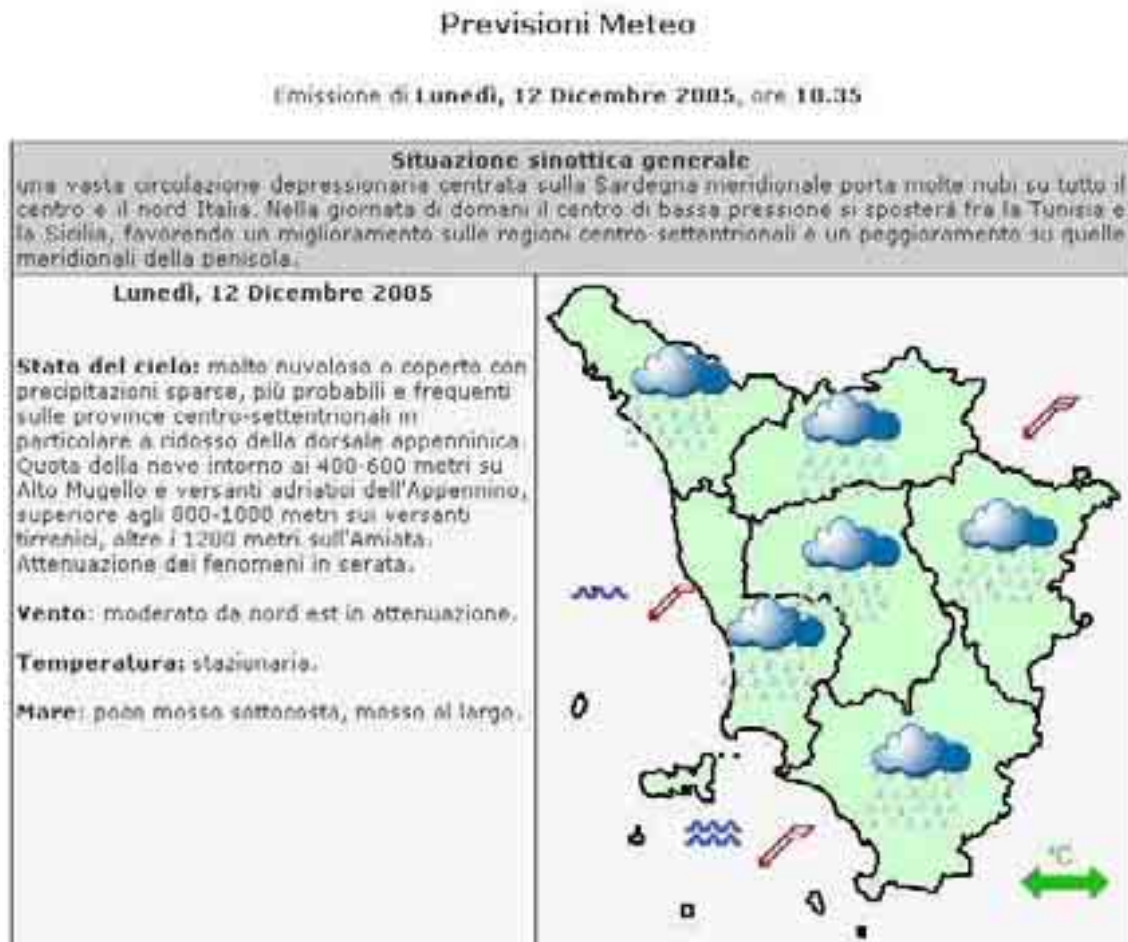 Previsioni Meteo
Emissione di Lunedì, 12 Dicembre 2005, ore 10.35
Situazione sinottica generale
una vasta circolazione depressionaria centrata sulla Sardegna meridionale porta molte nubi su tutto il
centro e il nord Italia. Nella giornata di domani il centro di bassa pressione si sposterà fra la Tunisia e
la Sicilia, favorendo un miglioramento sulle regioni centro-settentrionali e un peggioramento su quelle
meridionali della penisola.
Lunedì, 12 Dicembre 2005
Stato del cielo: molto nuvoloso o coperto con
precipitazioni sparse, più probabili e frequenti
sulle province centro-settentrionali in
particolare a ridosso della dorsale appenninica.
Quota della neve intorno ai 400-600 metri su
Alto Mugello e versanti adriatici dell'Appennino,
superiore agli 800-1000 metri sui versanti
tirrenici, oltre i 1200 metri sull'Amiata.
Attenuazione dei fenomeni in serata.
Vento: moderato da nord est in attenuazione.
Temperatura: stazionaria.
Mare: poco mosso sottocosta, mosso al largo.
°C